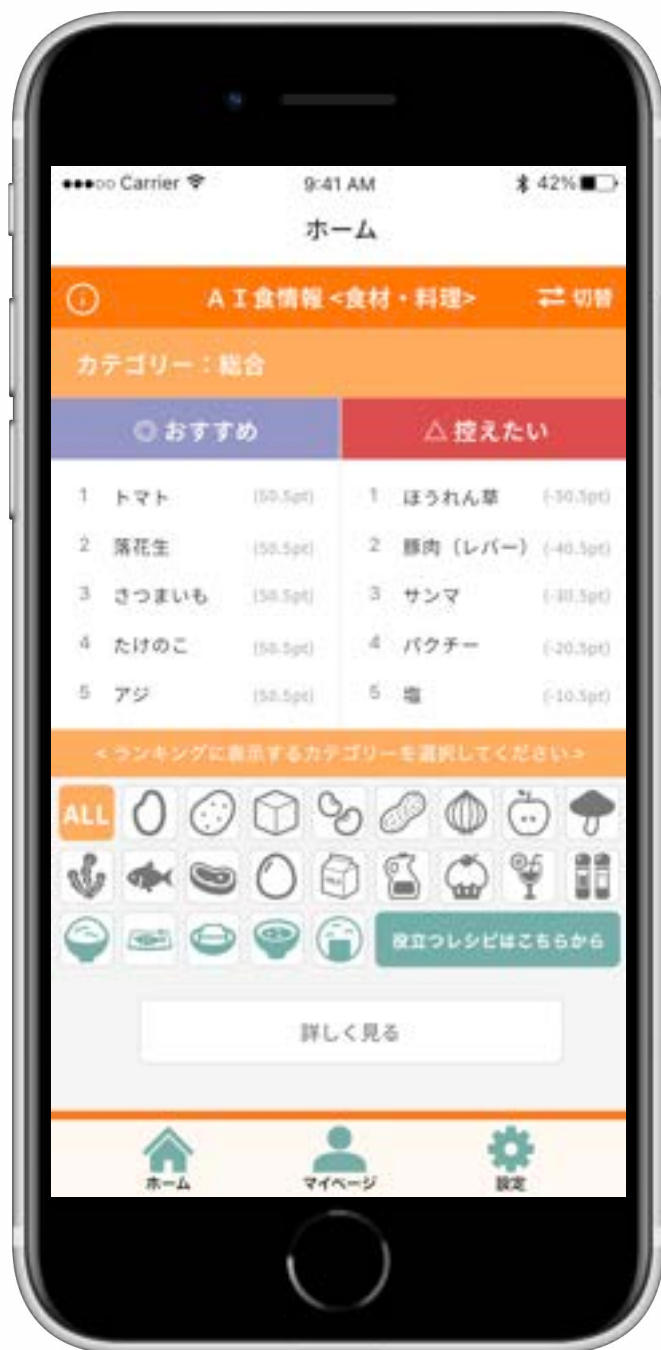 Carrier 9:41 AM 42%
ホーム
AI食情報<食材・料理> 切替
カテゴリー:総合
◎おすすめ △控えたい
1 トマト (50.5pt) 1 ほうれん草 (-50.5pt)
2 落花生 (50.5pt) 2 豚肉(レバー) (-40.5pt)
3 さつまいも (50.5pt) 3 サンマ (-30.5pt)
4 たけのこ (50.5pt) 4 パクチー (-20.5pt)
5 アジ (50.5pt) 5 塩 (-10.5pt)
<ランキングに表示するカテゴリーを選択してください>
ALL
役立つレシピはこちらから
詳しく見る
ホーム マイページ 設定